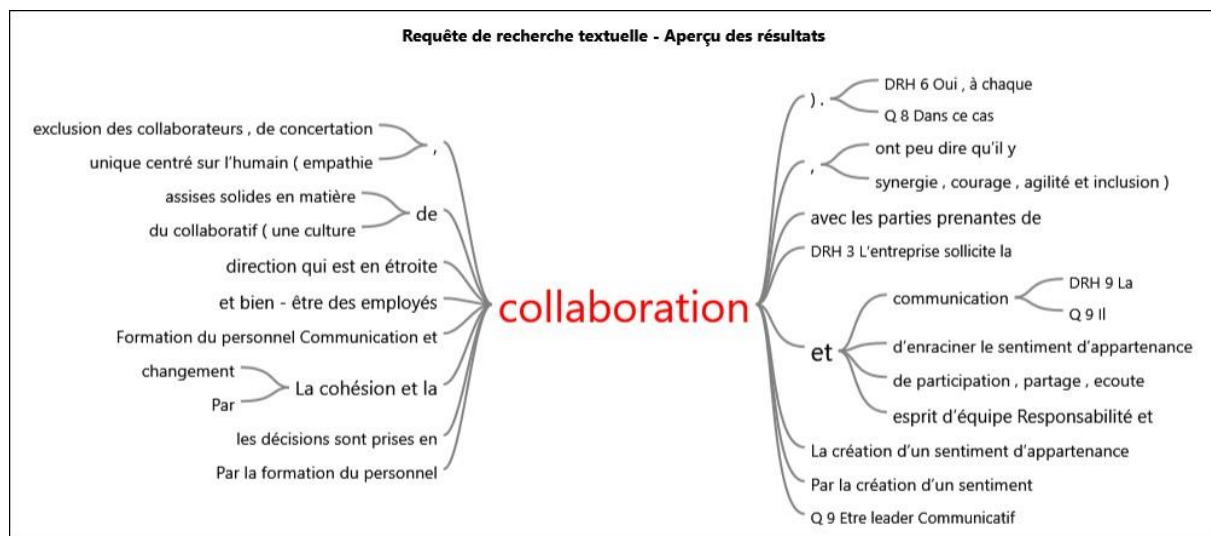 Requête de recherche textuelle - Aperçu des résultats
exclusion des collaborateurs , de concertation
unique centré sur l'humain ( empathie
,
assises solides en matière
du collaboratif ( une culture
de
direction qui est en étroite
et bien - être des employés
Formation du personnel Communication et
changement
Par
La cohésion et la
les décisions sont prises en
Par la formation du personnel
collaboration
) .
DRH 6 Oui , à chaque
Q 8 Dans ce cas
,
ont peu dire qu'il y
synergie , courage , agilité et inclusion )
avec les parties prenantes de
DRH 3 L'entreprise sollicite la
et
communication
DRH 9 La
Q 9 Il
d'enraciner le sentiment d'appartenance
de participation , partage , ecoute
esprit d'équipe Responsabilité et
La création d'un sentiment d'appartenance
Par la création d'un sentiment
Q 9 Etre leader Communicatif